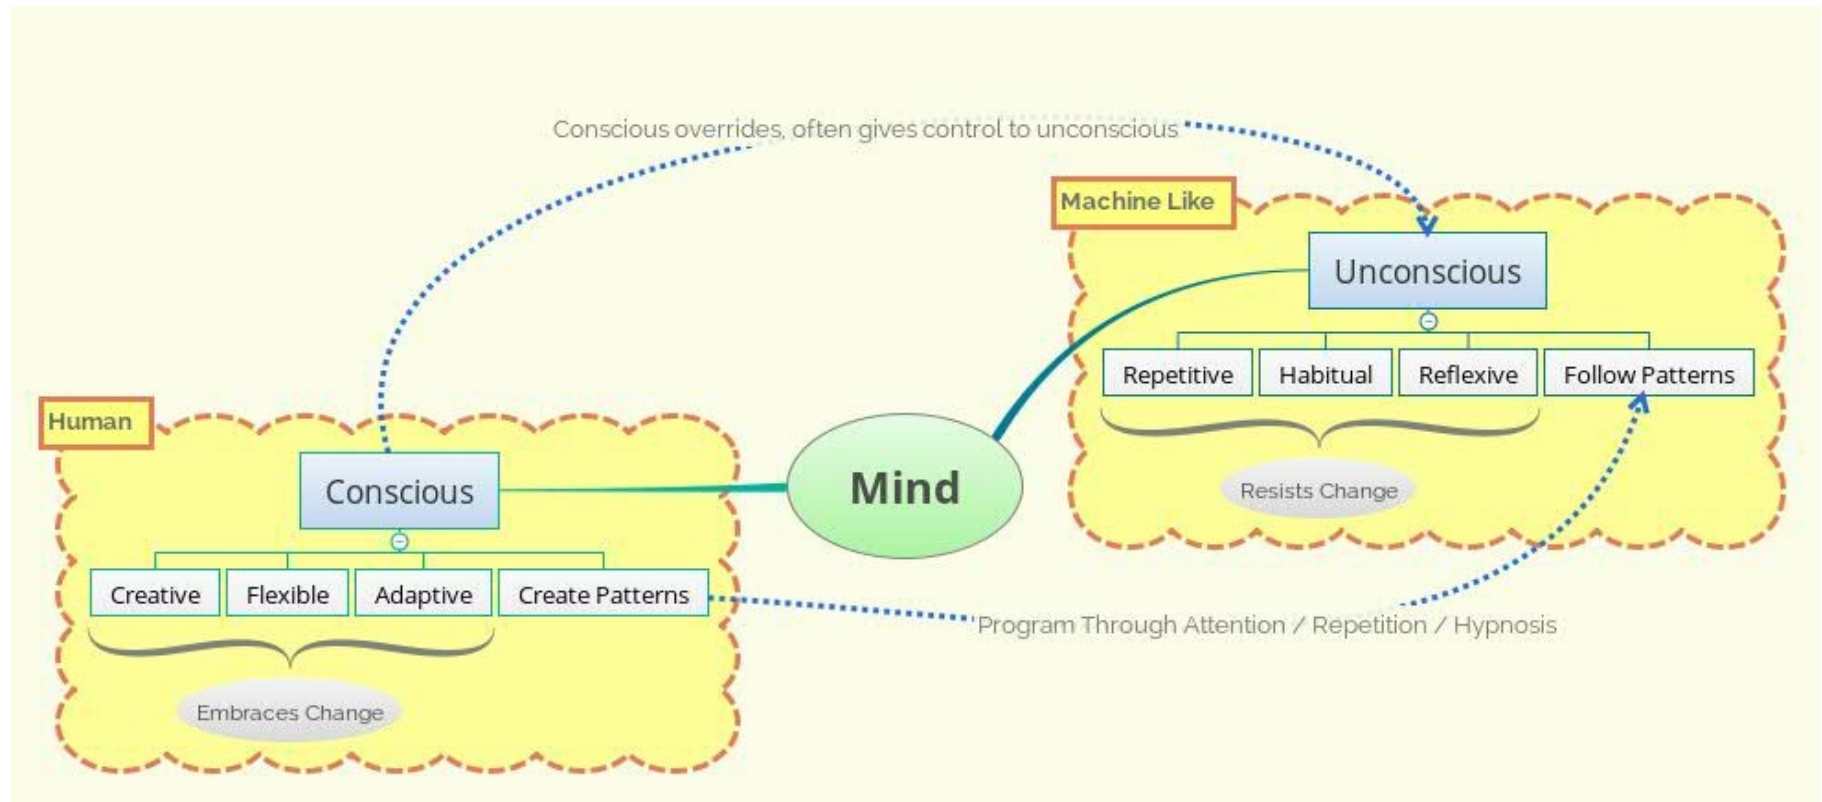 Conscious overrides, often gives control to unconscious
Machine Like
Unconscious
Repetitive
Habitual
Reflexive
Follow Patterns
Resists Change
Human
Conscious
Mind
Creative
Flexible
Adaptive
Create Patterns
Program Through Attention / Repetition / Hypnosis
Embraces Change